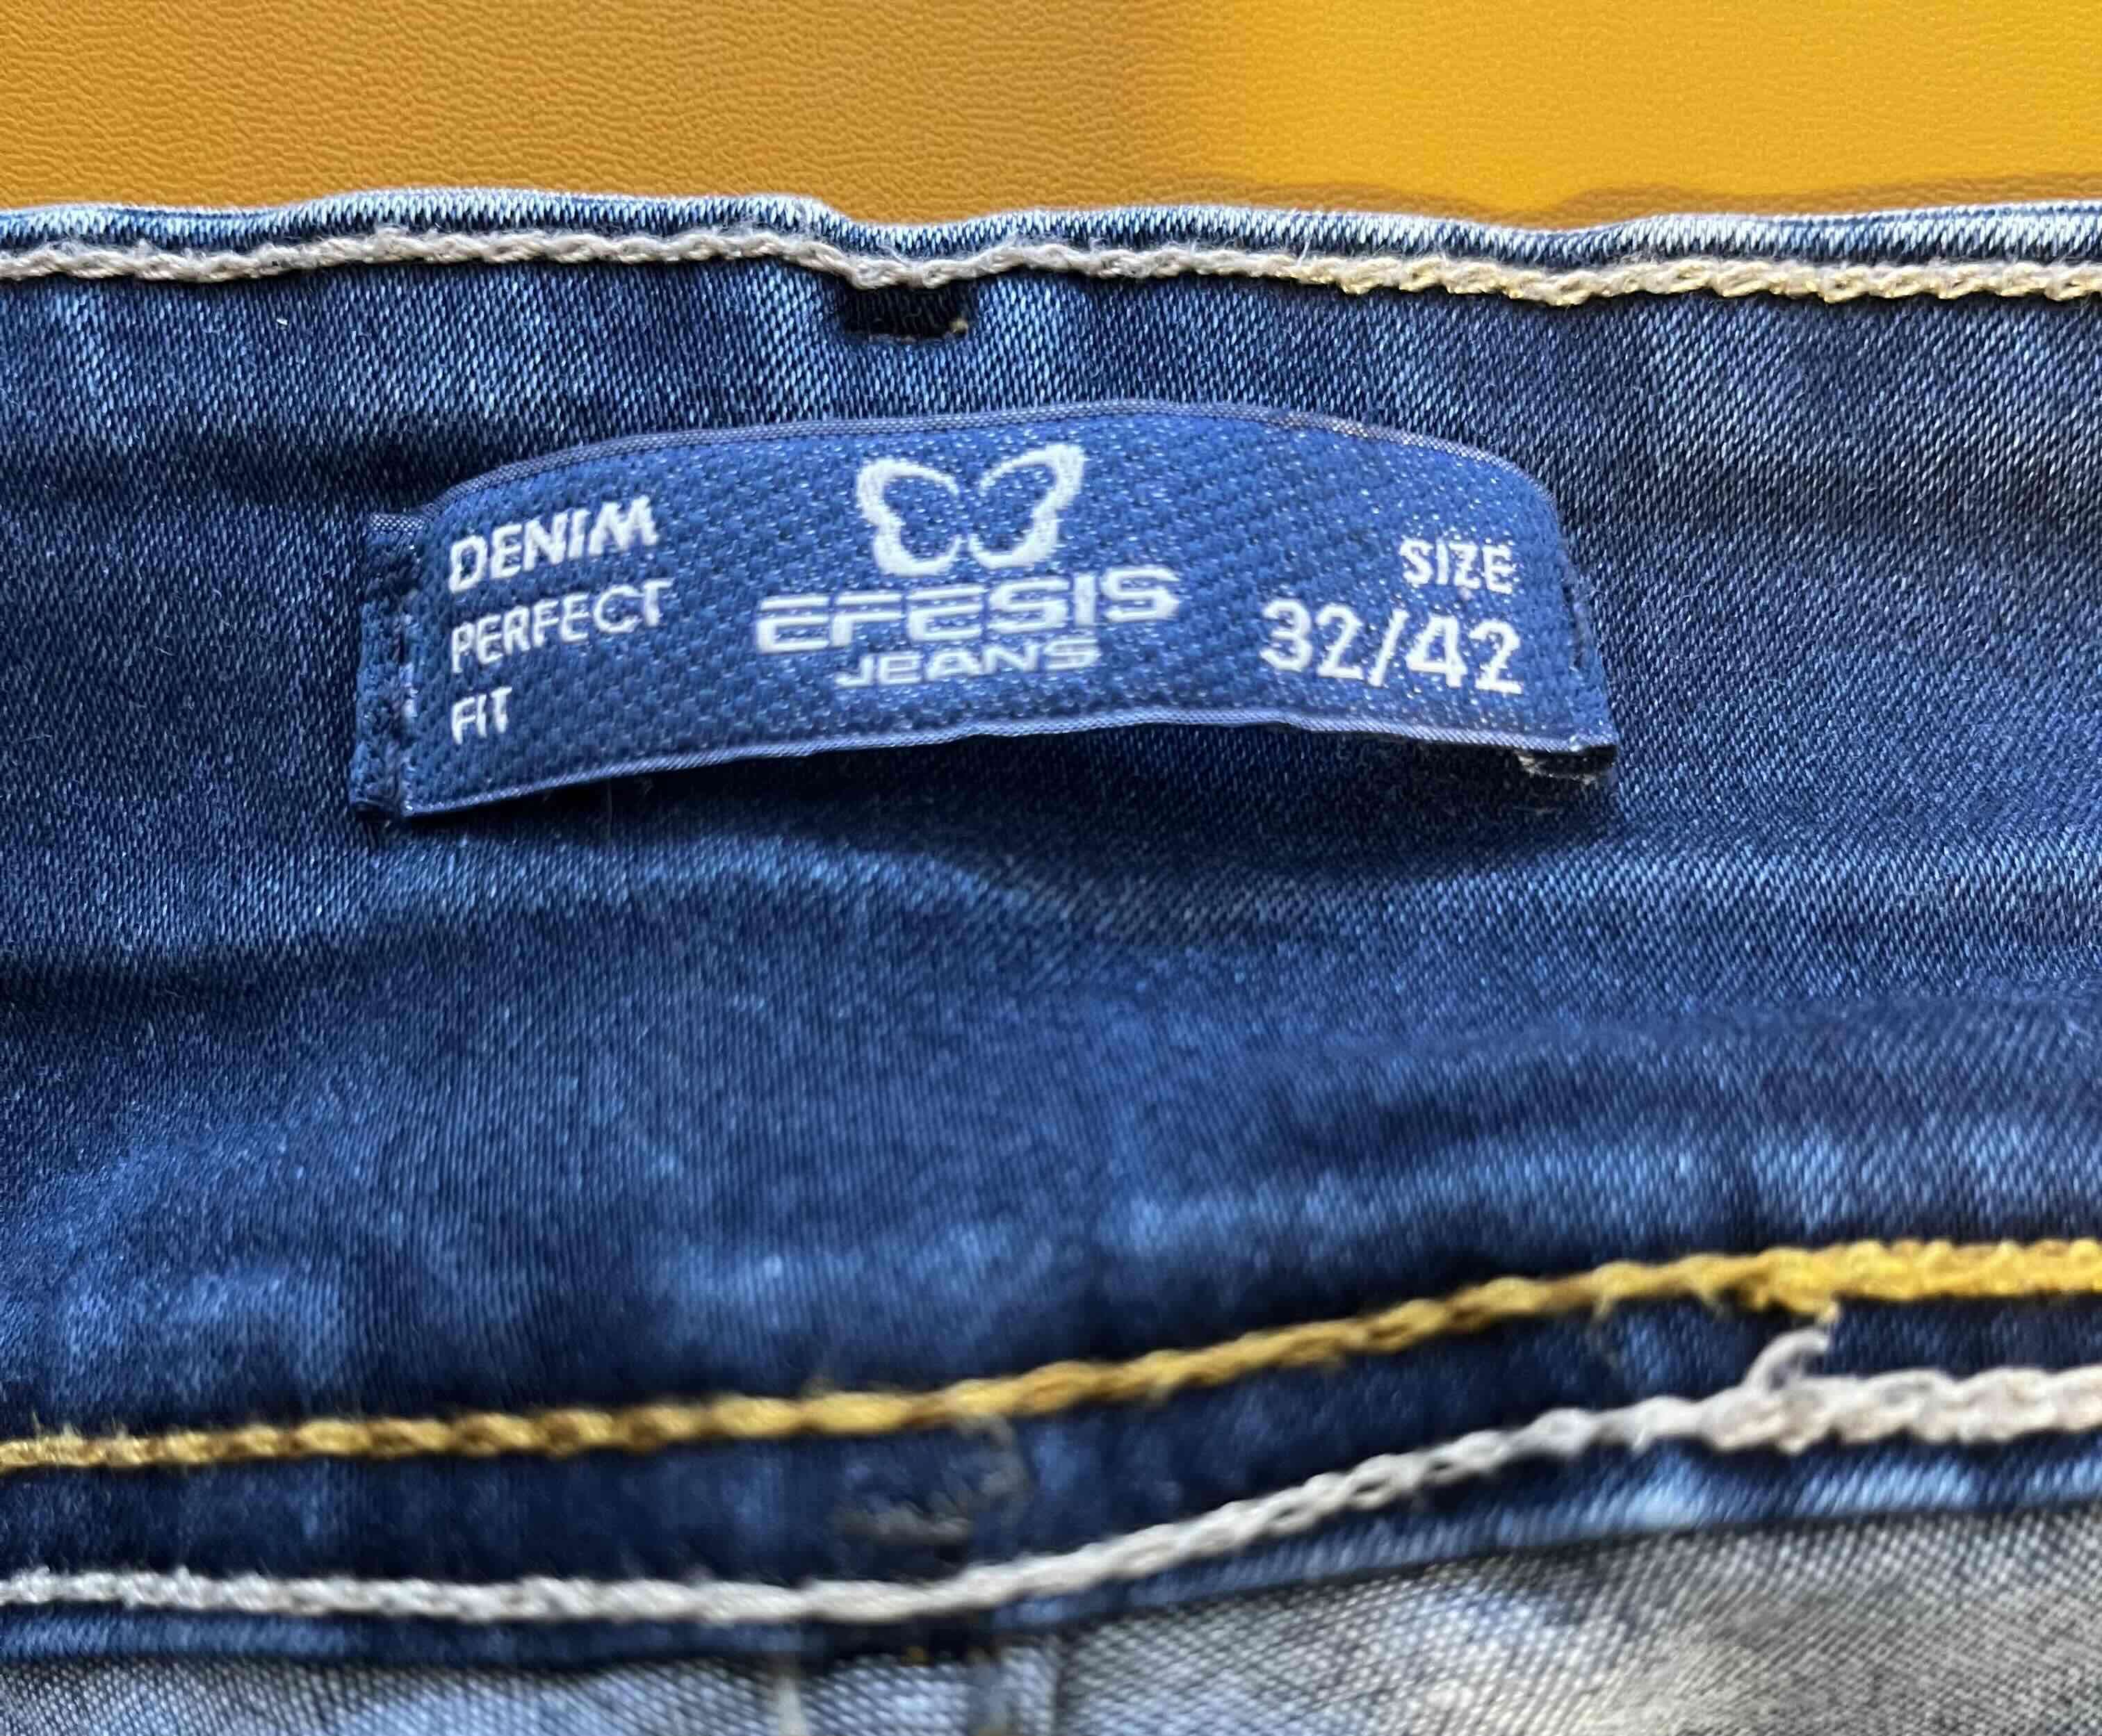 DENIM
PERFECT
FIT
EFESIS
JEANS
SIZE
32/42